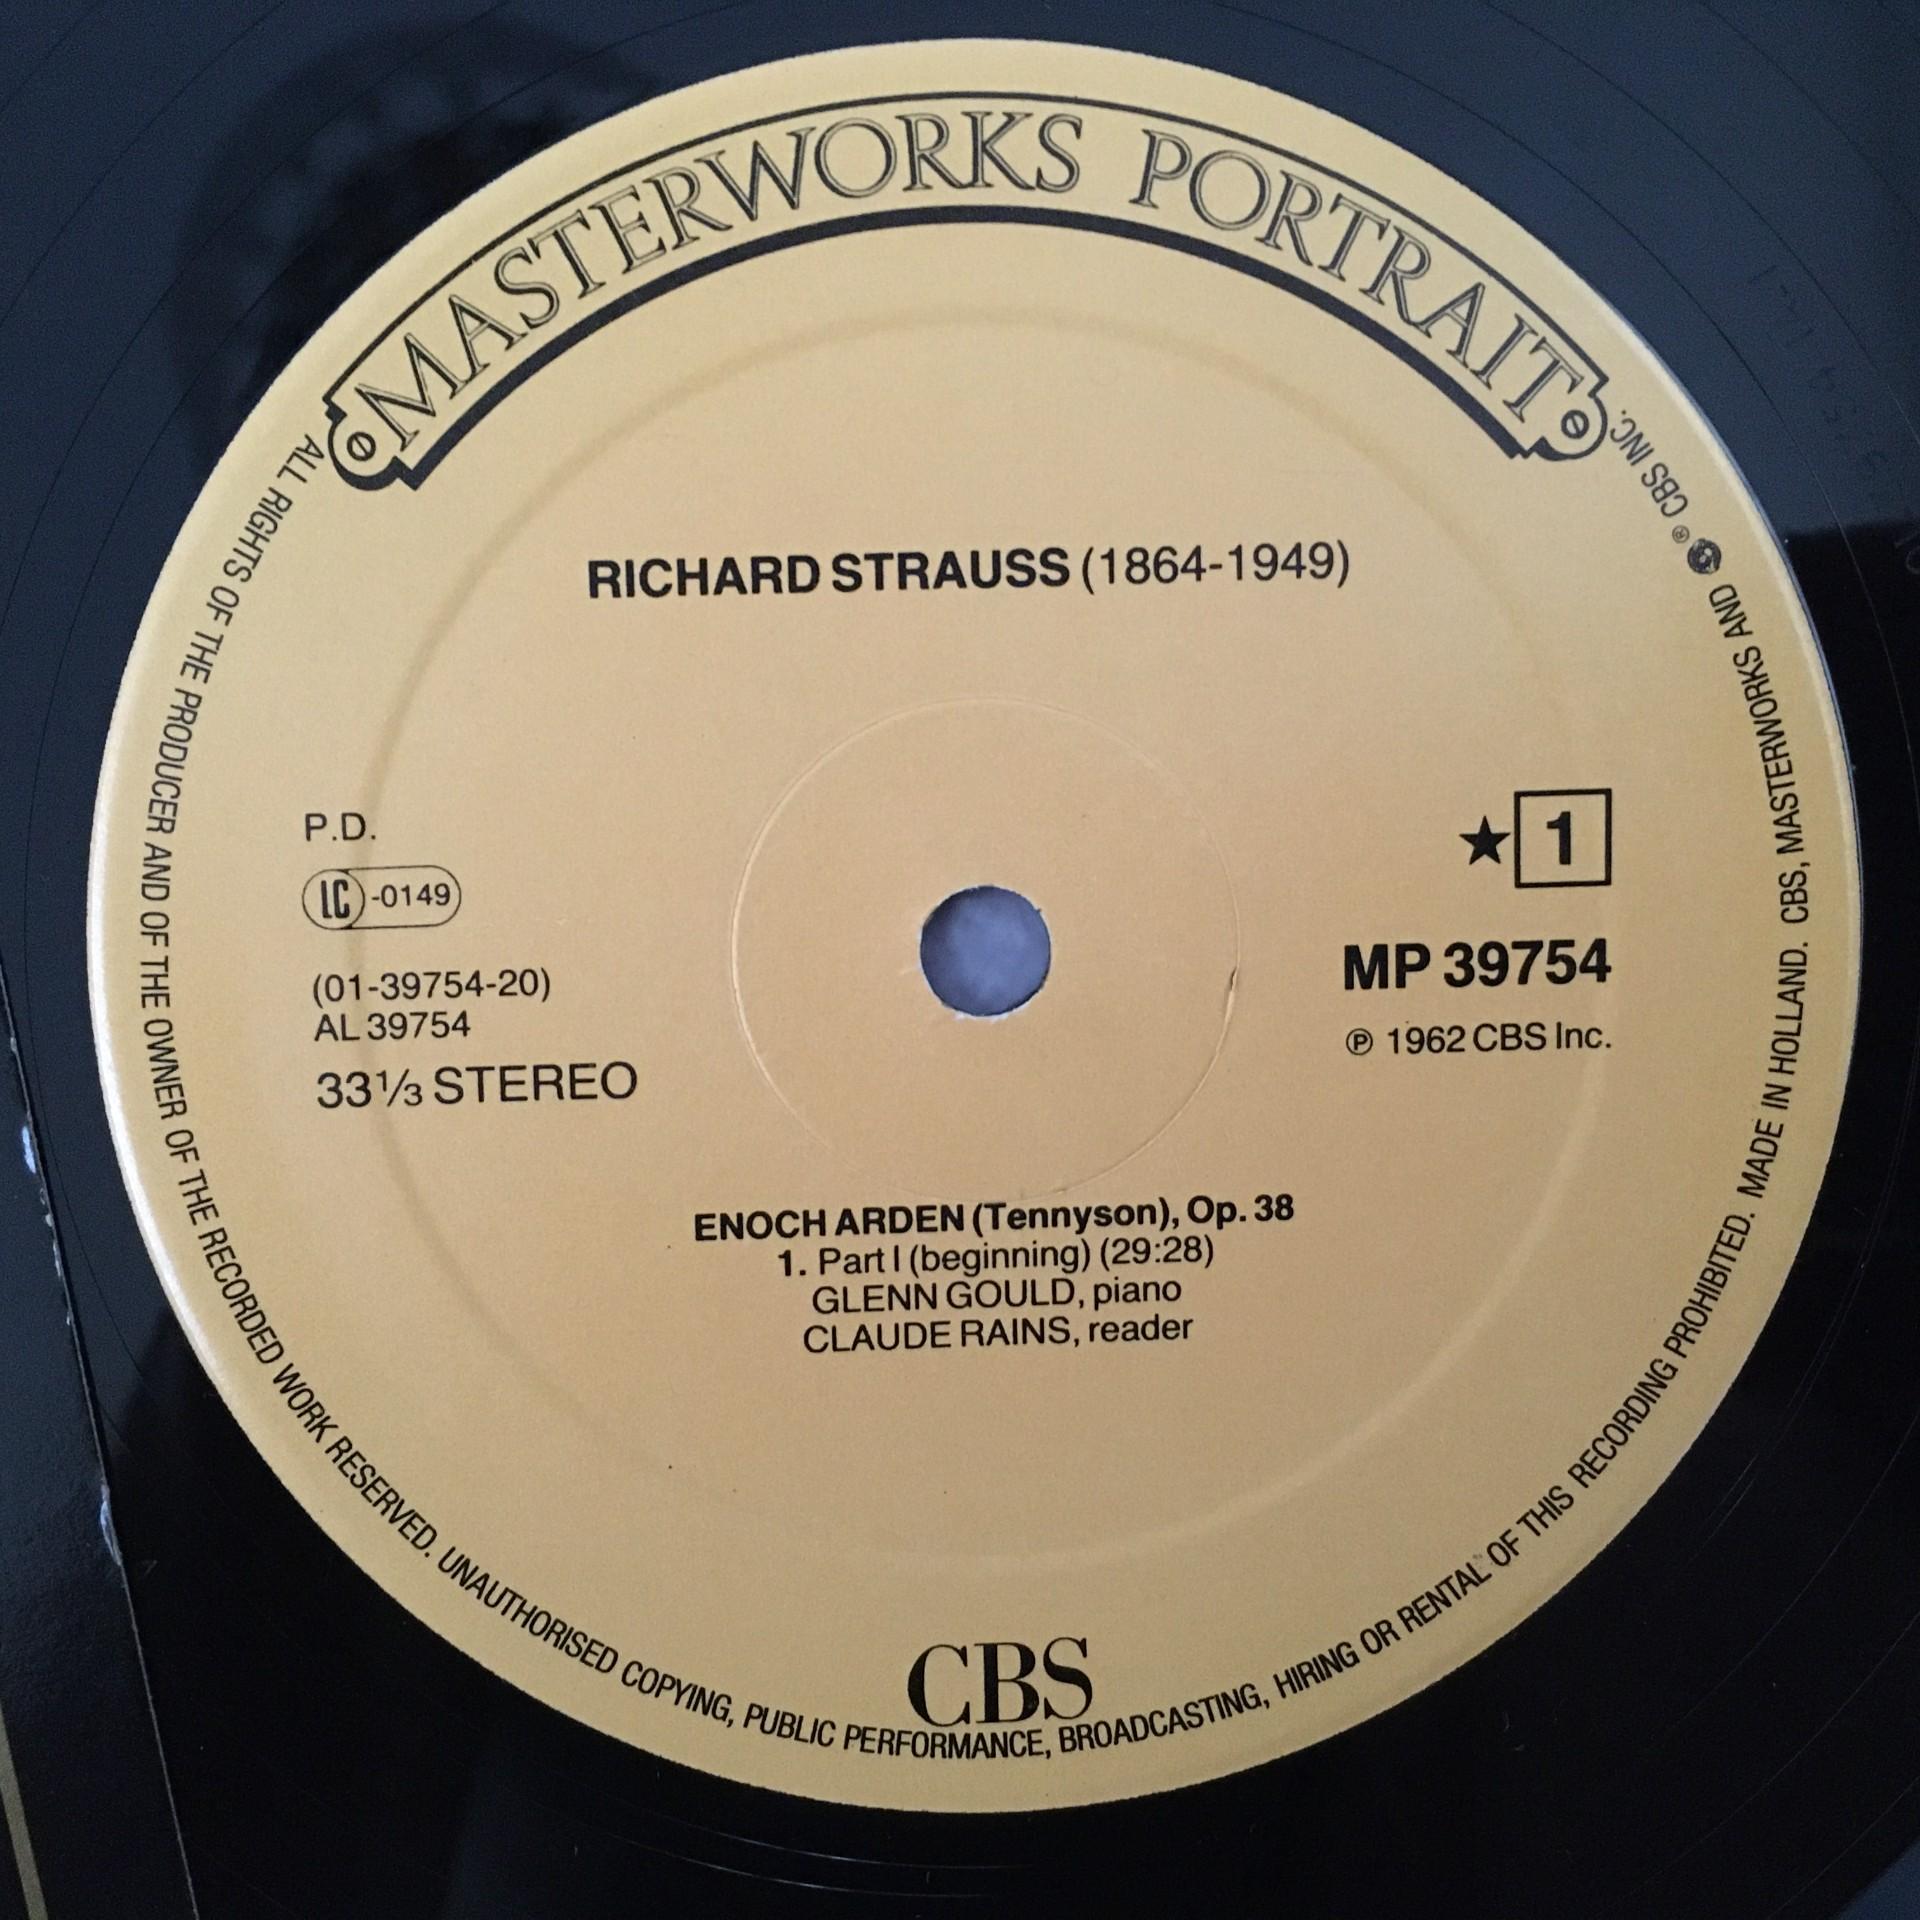 MASTERWORKS PORTRAIT
RICHARD STRAUSS (1864-1949)
P.D.
LC -0149
(01-39754-20)
AL 39754
33⅓ STEREO
★ 1
MP 39754
℗ 1962 CBS Inc.
ENOCH ARDEN (Tennyson), Op. 38
1. Part I (beginning) (29:28)
GLENN GOULD, piano
CLAUDE RAINS, reader
CBS
ALL RIGHTS OF THE PRODUCER AND OF THE OWNER OF THE RECORDED WORK RESERVED. UNAUTHORISED COPYING, PUBLIC PERFORMANCE, BROADCASTING, HIRING OR RENTAL OF THIS RECORDING PROHIBITED. MADE IN HOLLAND. CBS, MASTERWORKS AND ® CBS INC.